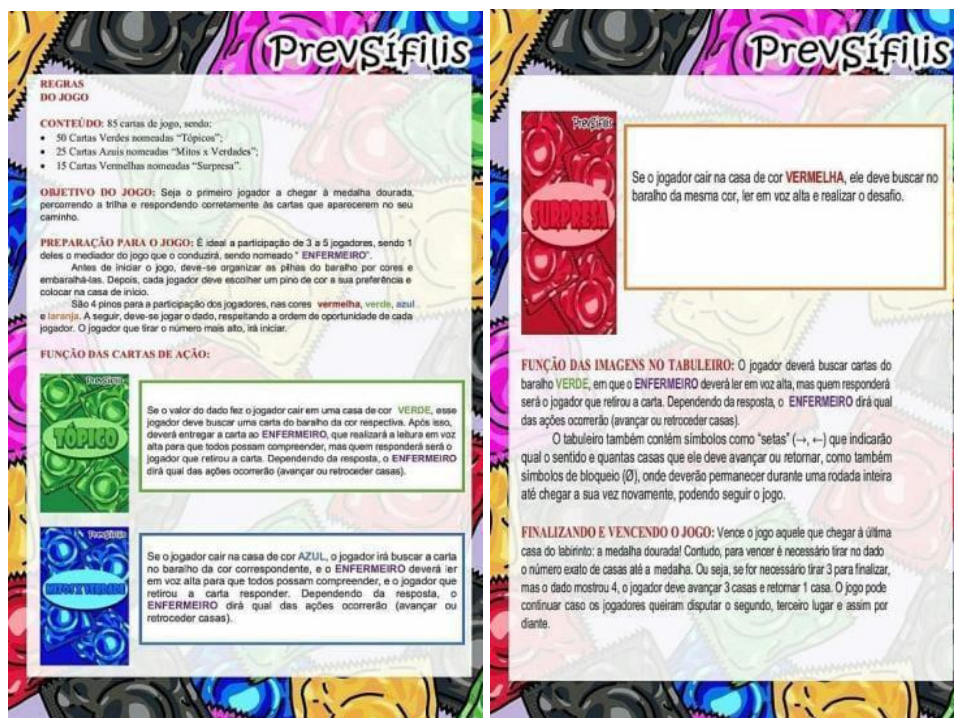 PrevSífilis
REGRAS
DO JOGO
CONTEÚDO: 85 cartas de jogo, sendo:
• 50 Cartas Verdes nomeadas “Tópicos”;
• 25 Cartas Azuis nomeadas “Mitos x Verdades”;
• 15 Cartas Vermelhas nomeadas “Surpresa”.
OBJETIVO DO JOGO: Seja o primeiro jogador a chegar à medalha dourada,
percorrendo a trilha e respondendo corretamente às cartas que aparecerem no seu
caminho.
PREPARAÇÃO PARA O JOGO: É ideal a participação de 3 a 5 jogadores, sendo 1
deles o mediador do jogo que o conduzirá, sendo nomeado “ ENFERMEIRO”.
Antes de iniciar o jogo, deve-se organizar as pilhas do baralho por cores e
embaralhá-las. Depois, cada jogador deve escolher um pino de cor a sua preferência e
colocar na casa de início.
São 4 pinos para a participação dos jogadores, nas cores vermelha, verde, azul
e laranja. A seguir, deve-se jogar o dado, respeitando a ordem de oportunidade de cada
jogador. O jogador que tirar o número mais alto, irá iniciar.
FUNÇÃO DAS CARTAS DE AÇÃO:
PrevSífilis
TÓPICO
Se o valor do dado fez o jogador cair em uma casa de cor VERDE, esse
jogador deve buscar uma carta do baralho da cor respectiva. Após isso,
deverá entregar a carta ao ENFERMEIRO, que realizará a leitura em voz
alta para que todos possam compreender, mas quem responderá será o
jogador que retirou a carta. Dependendo da resposta, o ENFERMEIRO
dirá qual das ações ocorrerão (avançar ou retroceder casas).
PrevSífilis
MITOS X VERDADE
Se o jogador cair na casa de cor AZUL, o jogador irá buscar a carta
no baralho da cor correspondente, e o ENFERMEIRO deverá ler
em voz alta para que todos possam compreender, e o jogador que
retirou a carta responder. Dependendo da resposta, o
ENFERMEIRO dirá qual das ações ocorrerão (avançar ou
retroceder casas).
PrevSífilis
PrevSífilis
SURPRESA
Se o jogador cair na casa de cor VERMELHA, ele deve buscar no
baralho da mesma cor, ler em voz alta e realizar o desafio.
FUNÇÃO DAS IMAGENS NO TABULEIRO: O jogador deverá buscar cartas do
baralho VERDE, em que o ENFERMEIRO deverá ler em voz alta, mas quem responderá
será o jogador que retirou a carta. Dependendo da resposta, o ENFERMEIRO dirá qual
das ações ocorrerão (avançar ou retroceder casas).
O tabuleiro também contém símbolos como “setas” (→, ←) que indicarão
qual o sentido e quantas casas que ele deve avançar ou retornar, como também
símbolos de bloqueio (Ø), onde deverão permanecer durante uma rodada inteira
até chegar a sua vez novamente, podendo seguir o jogo.
FINALIZANDO E VENCENDO O JOGO: Vence o jogo aquele que chegar à última
casa do labirinto: a medalha dourada! Contudo, para vencer é necessário tirar no dado
o número exato de casas até a medalha. Ou seja, se for necessário tirar 3 para finalizar,
mas o dado mostrou 4, o jogador deve avançar 3 casas e retornar 1 casa. O jogo pode
continuar caso os jogadores queiram disputar o segundo, terceiro lugar e assim por
diante.